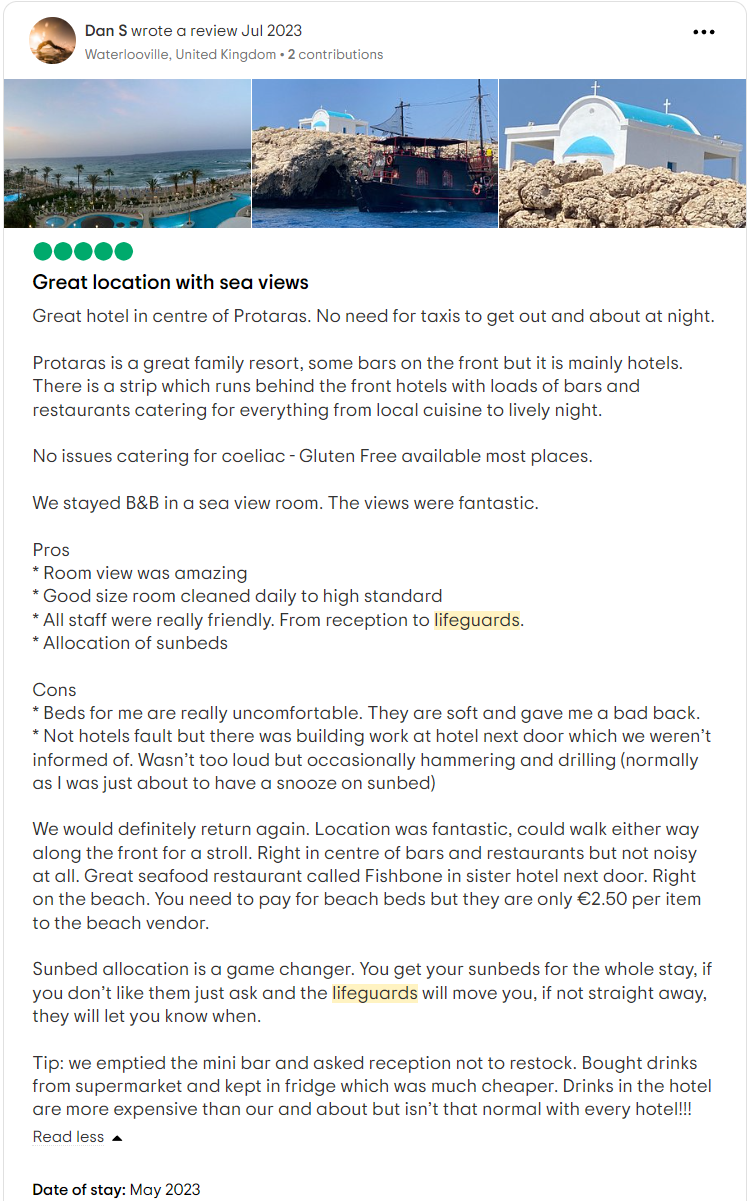 Dan S wrote a review Jul 2023
Waterlooville, United Kingdom • 2 contributions
Great location with sea views
Great hotel in centre of Protaras. No need for taxis to get out and about at night.
Protaras is a great family resort, some bars on the front but it is mainly hotels.
There is a strip which runs behind the front hotels with loads of bars and
restaurants catering for everything from local cuisine to lively night.
No issues catering for coeliac - Gluten Free available most places.
We stayed B&B in a sea view room. The views were fantastic.
Pros
* Room view was amazing
* Good size room cleaned daily to high standard
* All staff were really friendly. From reception to lifeguards.
* Allocation of sunbeds
Cons
* Beds for me are really uncomfortable. They are soft and gave me a bad back.
* Not hotels fault but there was building work at hotel next door which we weren’t
informed of. Wasn’t too loud but occasionally hammering and drilling (normally
as I was just about to have a snooze on sunbed)
We would definitely return again. Location was fantastic, could walk either way
along the front for a stroll. Right in centre of bars and restaurants but not noisy
at all. Great seafood restaurant called Fishbone in sister hotel next door. Right
on the beach. You need to pay for beach beds but they are only €2.50 per item
to the beach vendor.
Sunbed allocation is a game changer. You get your sunbeds for the whole stay, if
you don’t like them just ask and the lifeguards will move you, if not straight away,
they will let you know when.
Tip: we emptied the mini bar and asked reception not to restock. Bought drinks
from supermarket and kept in fridge which was much cheaper. Drinks in the hotel
are more expensive than our and about but isn’t that normal with every hotel!!!
Read less
Date of stay: May 2023